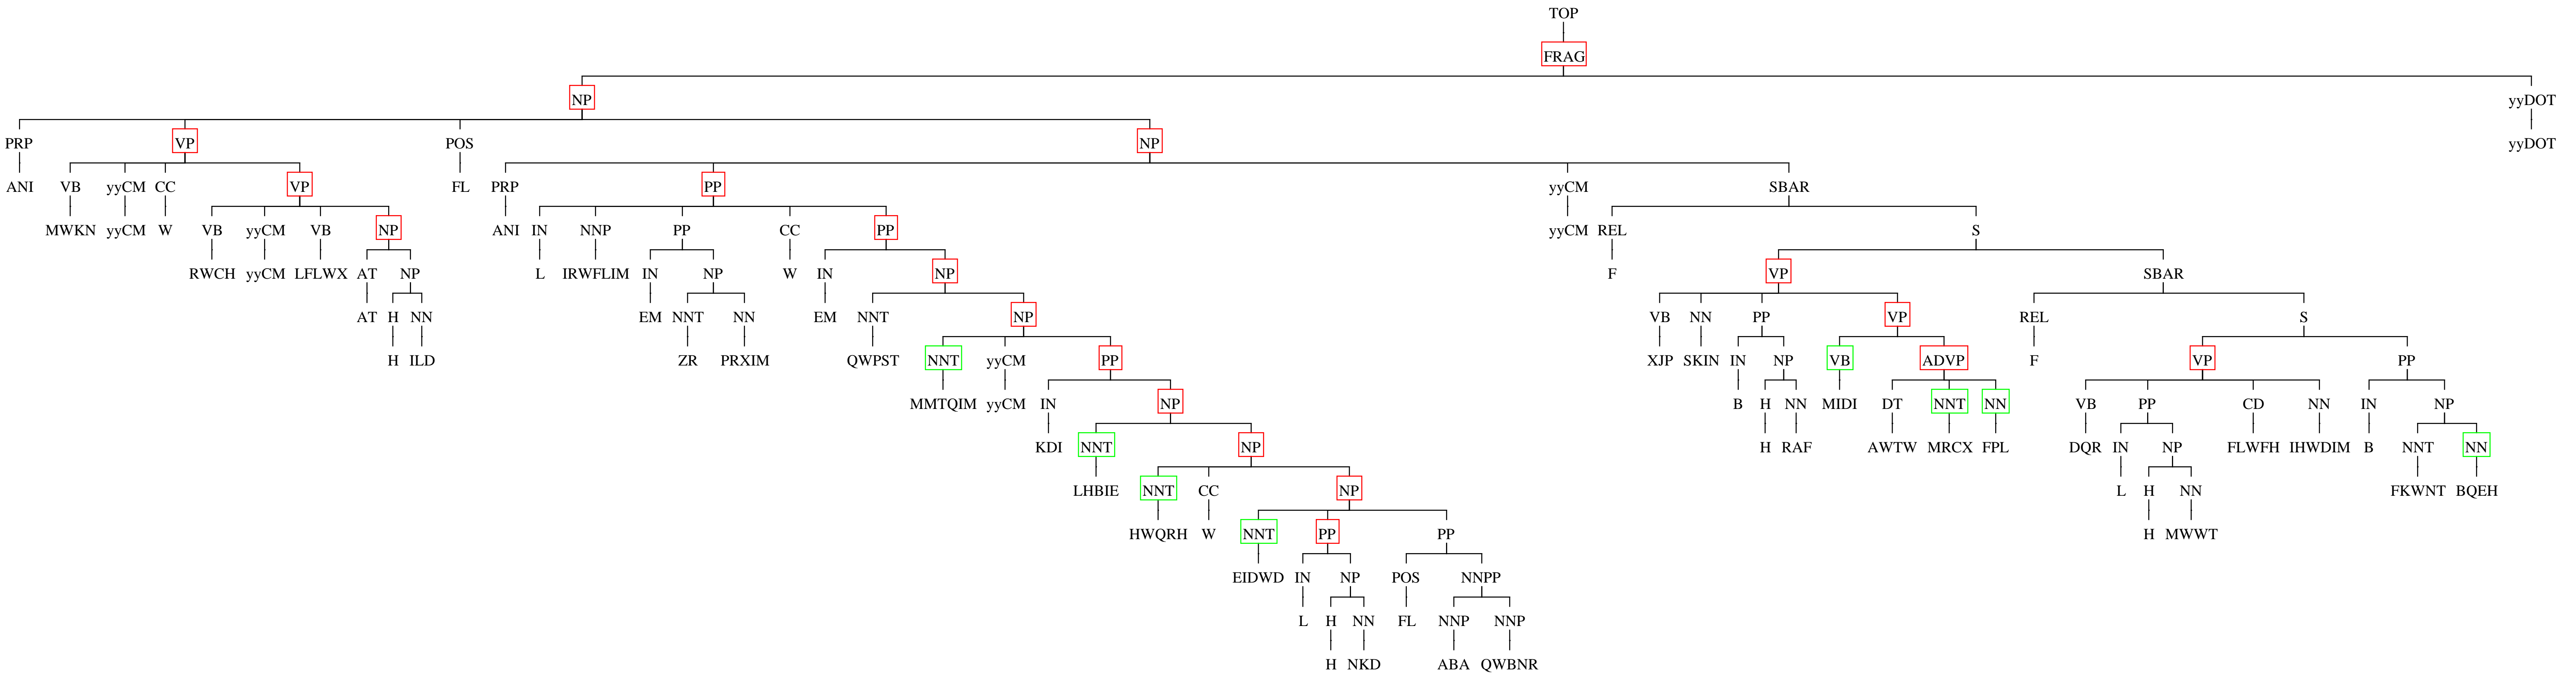 TOP
FRAG
NP yyDOT
PRP VP POS NP yyDOT
ANI VB yyCM CC VP FL PRP PP yyCM SBAR
MWKN yyCM W VB yyCM VB NP ANI IN NNP PP CC PP yyCM REL S
RWCH yyCM LFLWX AT NP L IRWFLIM IN NP W IN NP F VP SBAR
AT H NN EM NNT NN EM NNT NP VB NN PP VP REL S
H ILD ZR PRXIM QWPST NNT yyCM PP XJP SKIN IN NP VB ADVP F VP PP
MMTQIM yyCM IN NP B H NN MIDI DT NNT NN VB PP CD NN IN NP
KDI NNT NP H RAF AWTW MRCX FPL DQR IN NP FLWFH IHWDIM B NNT NN
LHBIE NNT CC NP L H NN FKWNT BQEH
HWQRH W NNT PP PP H MWWT
EIDWD IN NP POS NNPP
L H NN FL NNP NNP
H NKD ABA QWBNR